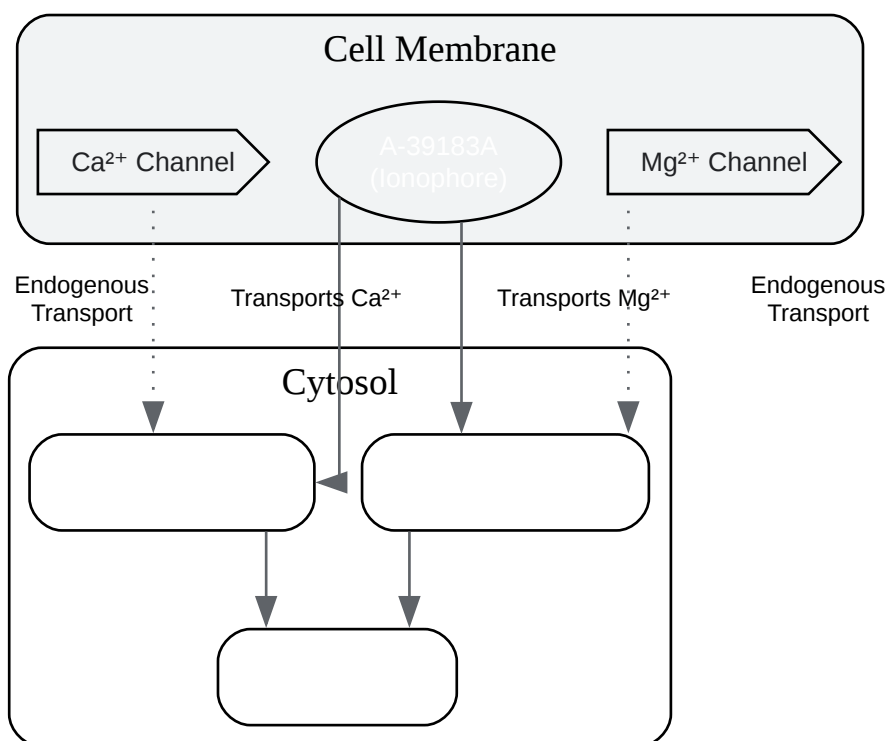 Cell Membrane
Ca²⁺ Channel
A-39183A
(Ionophore)
Mg²⁺ Channel
Endogenous
Transport
Transports Ca²⁺
Transports Mg²⁺
Endogenous
Transport
Cytosol